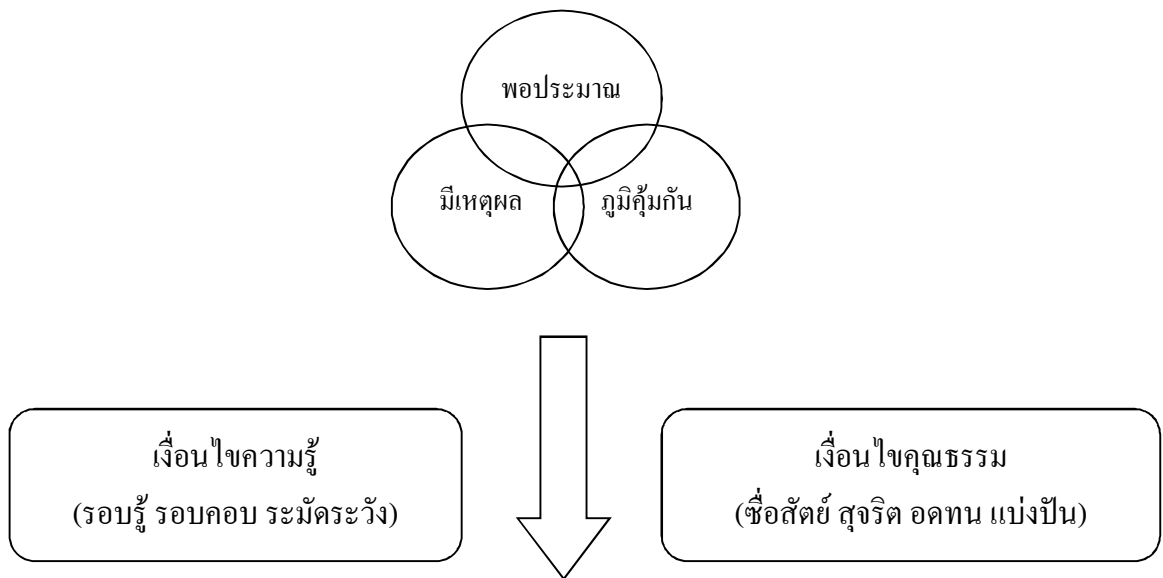 พอประมาณ
มีเหตุผล
ภูมิคุ้มกัน
เงื่อนไขความรู้
(รอบรู้ รอบคอบ ระมัดระวัง)
เงื่อนไขคุณธรรม
(ซื่อสัตย์ สุจริต อดทน แบ่งปัน)